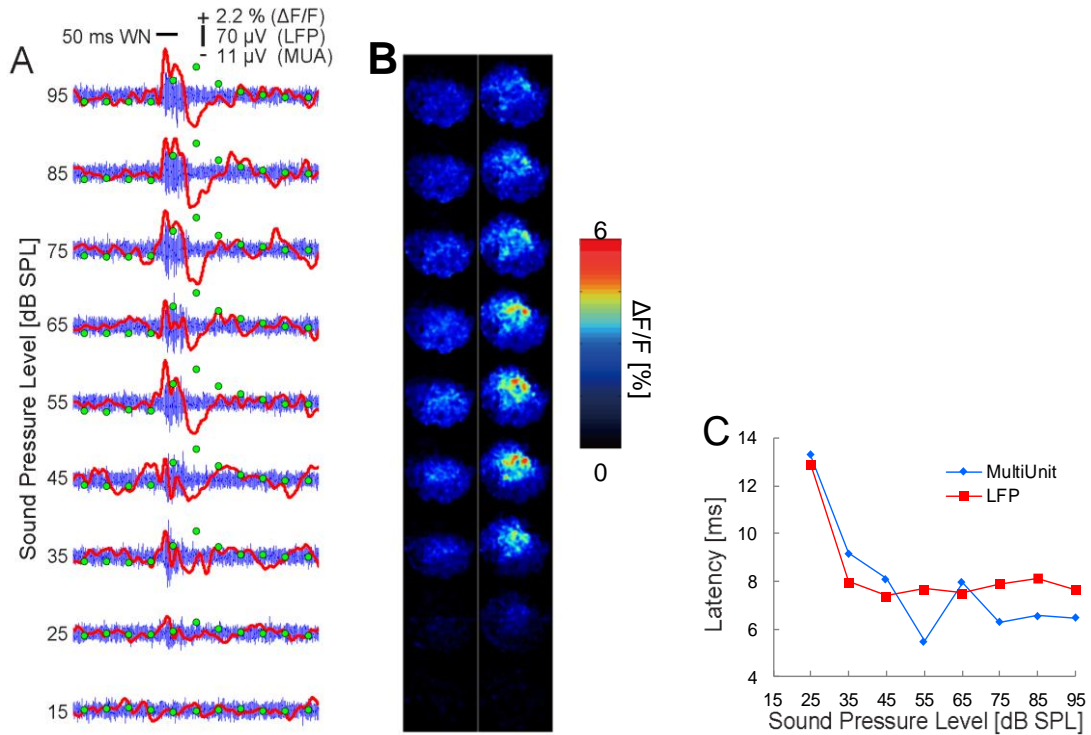 50 ms WN
+ 2.2 % (ΔF/F)
70 µV (LFP)
- 11 µV (MUA)
A
95
85
75
65
55
45
35
25
15
Sound Pressure Level [dB SPL]
B
6
ΔF/F [%]
0
C
14
12
10
8
6
4
Latency [ms]
MultiUnit
LFP
15 25 35 45 55 65 75 85 95
Sound Pressure Level [dB SPL]